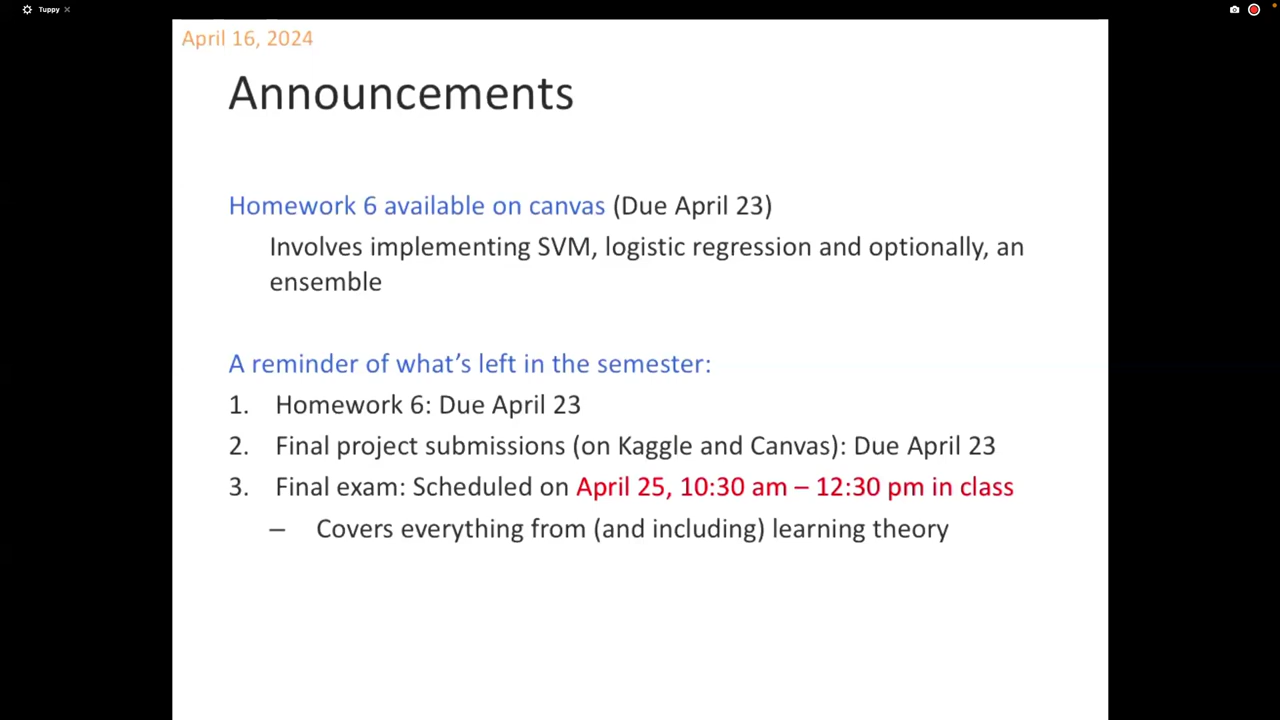 Tuppy
April 16, 2024
Announcements
Homework 6 available on canvas (Due April 23)
Involves implementing SVM, logistic regression and optionally, an
ensemble
A reminder of what's left in the semester:
1. Homework 6: Due April 23
2. Final project submissions (on Kaggle and Canvas): Due April 23
3. Final exam: Scheduled on April 25, 10:30 am – 12:30 pm in class
– Covers everything from (and including) learning theory